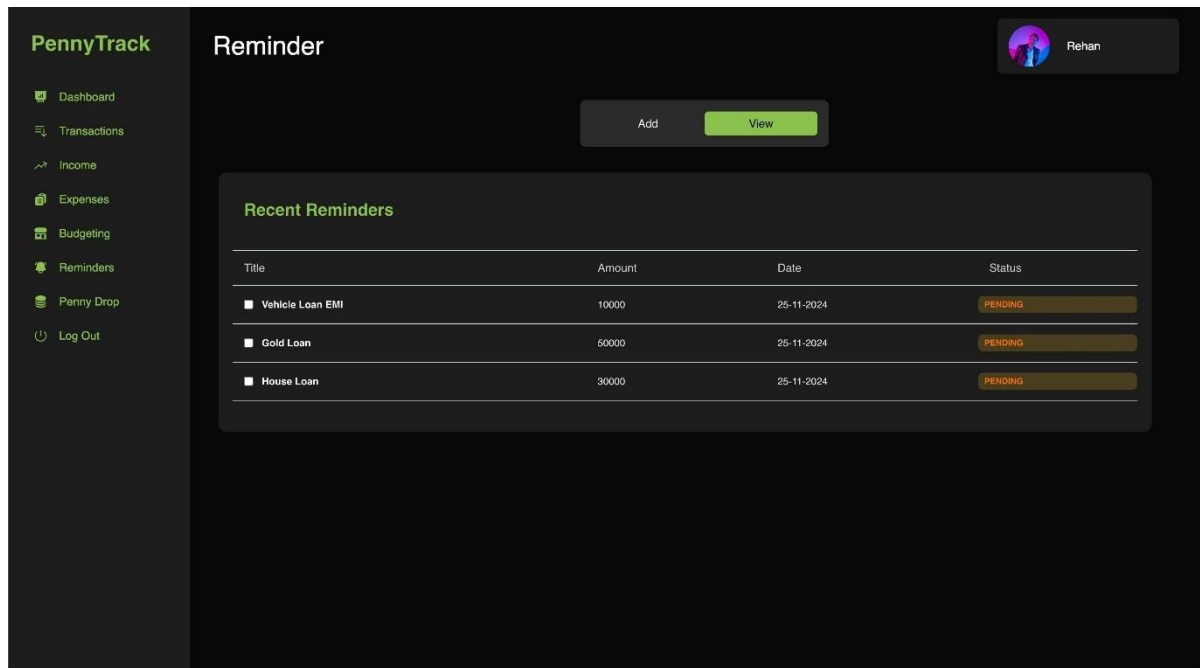 PennyTrack
Dashboard
Transactions
Income
Expenses
Budgeting
Reminders
Penny Drop
Log Out
Reminder
Rehan
Add View
Recent Reminders
Title Amount Date Status
Vehicle Loan EMI 10000 25-11-2024 PENDING
Gold Loan 50000 25-11-2024 PENDING
House Loan 30000 25-11-2024 PENDING